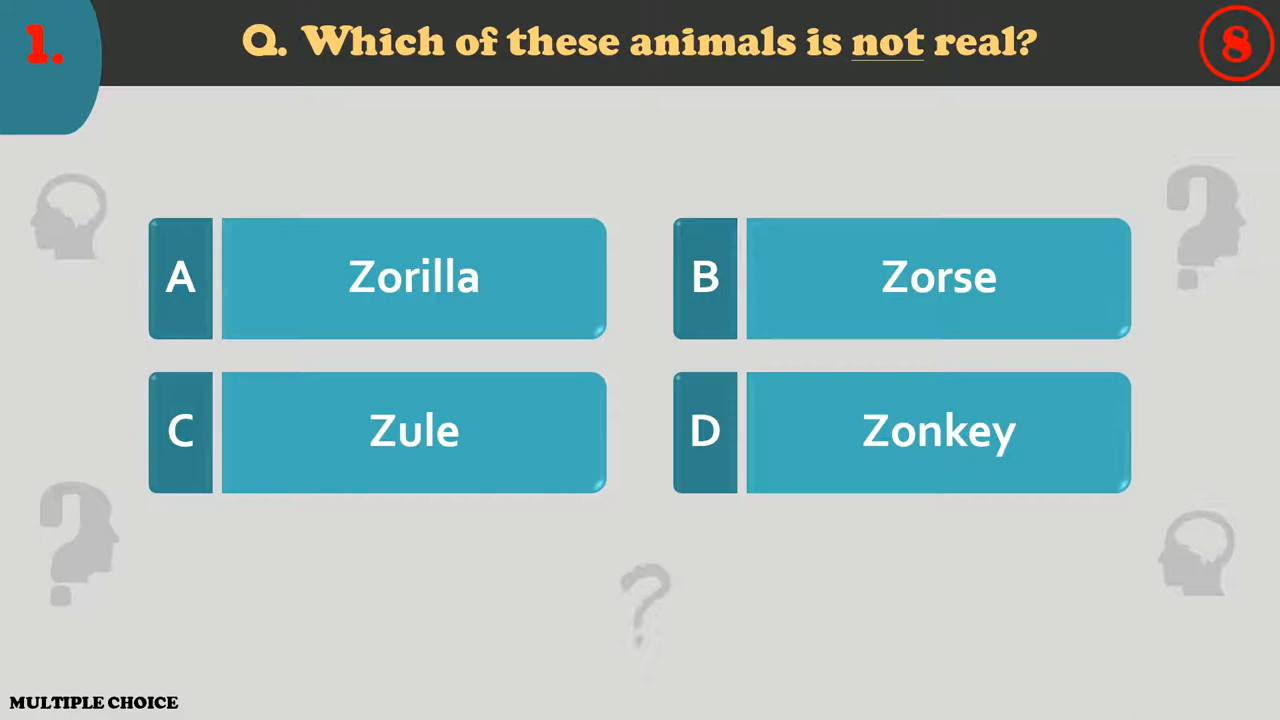 1.
Q. Which of these animals is not real?
8
A
Zorilla
B
Zorse
C
Zule
D
Zonkey
MULTIPLE CHOICE